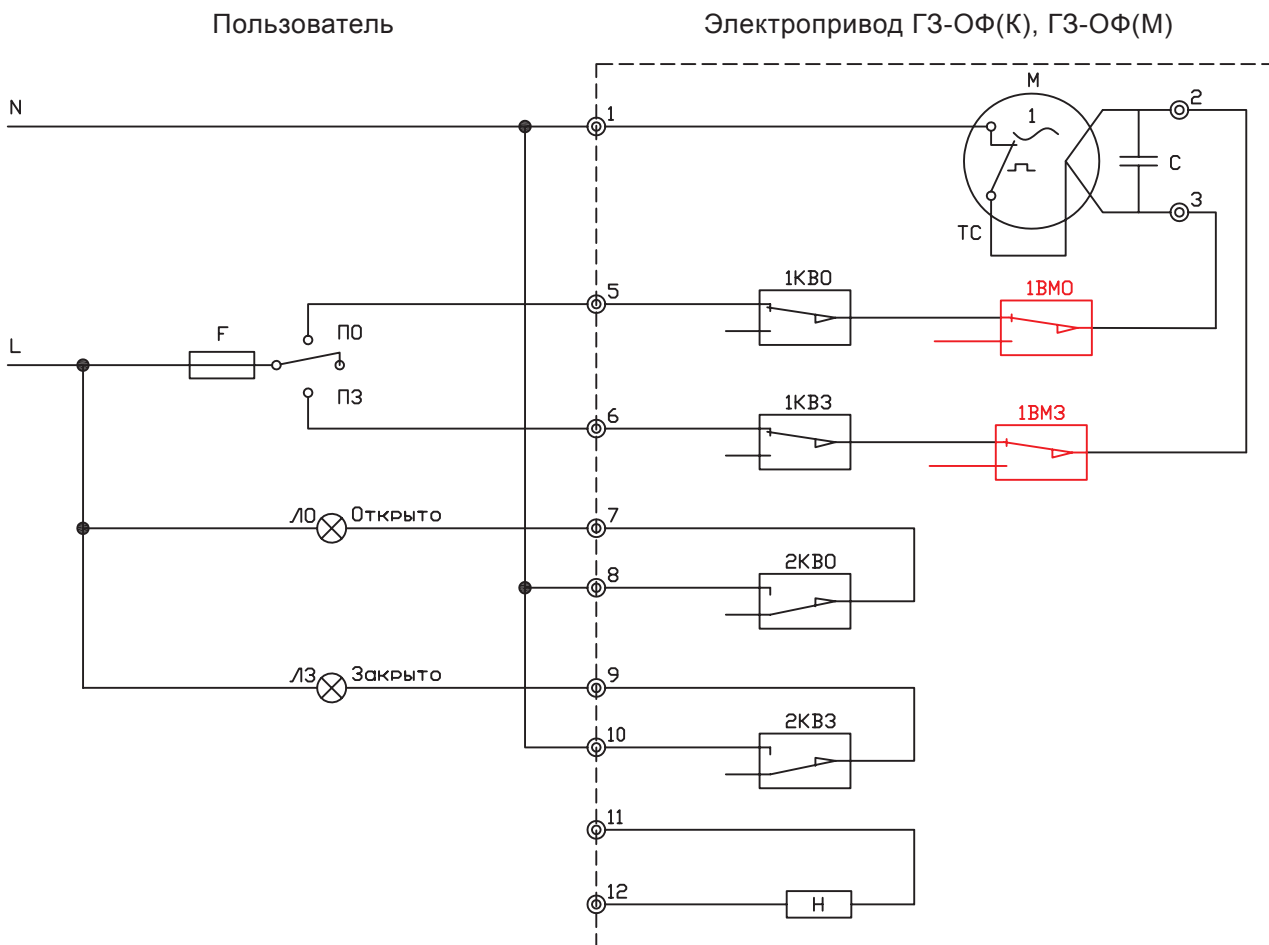 Пользователь
Электропривод ГЗ-ОФ(К), ГЗ-ОФ(М)
N
1
M
1
2
C
3
TC
5
1КВО
1ВМО
F
ПО
L
ПЗ
6
1КВЗ
1ВМЗ
ЛО
Открыто
7
8
2КВО
ЛЗ
Закрыто
9
10
2КВЗ
11
12
H